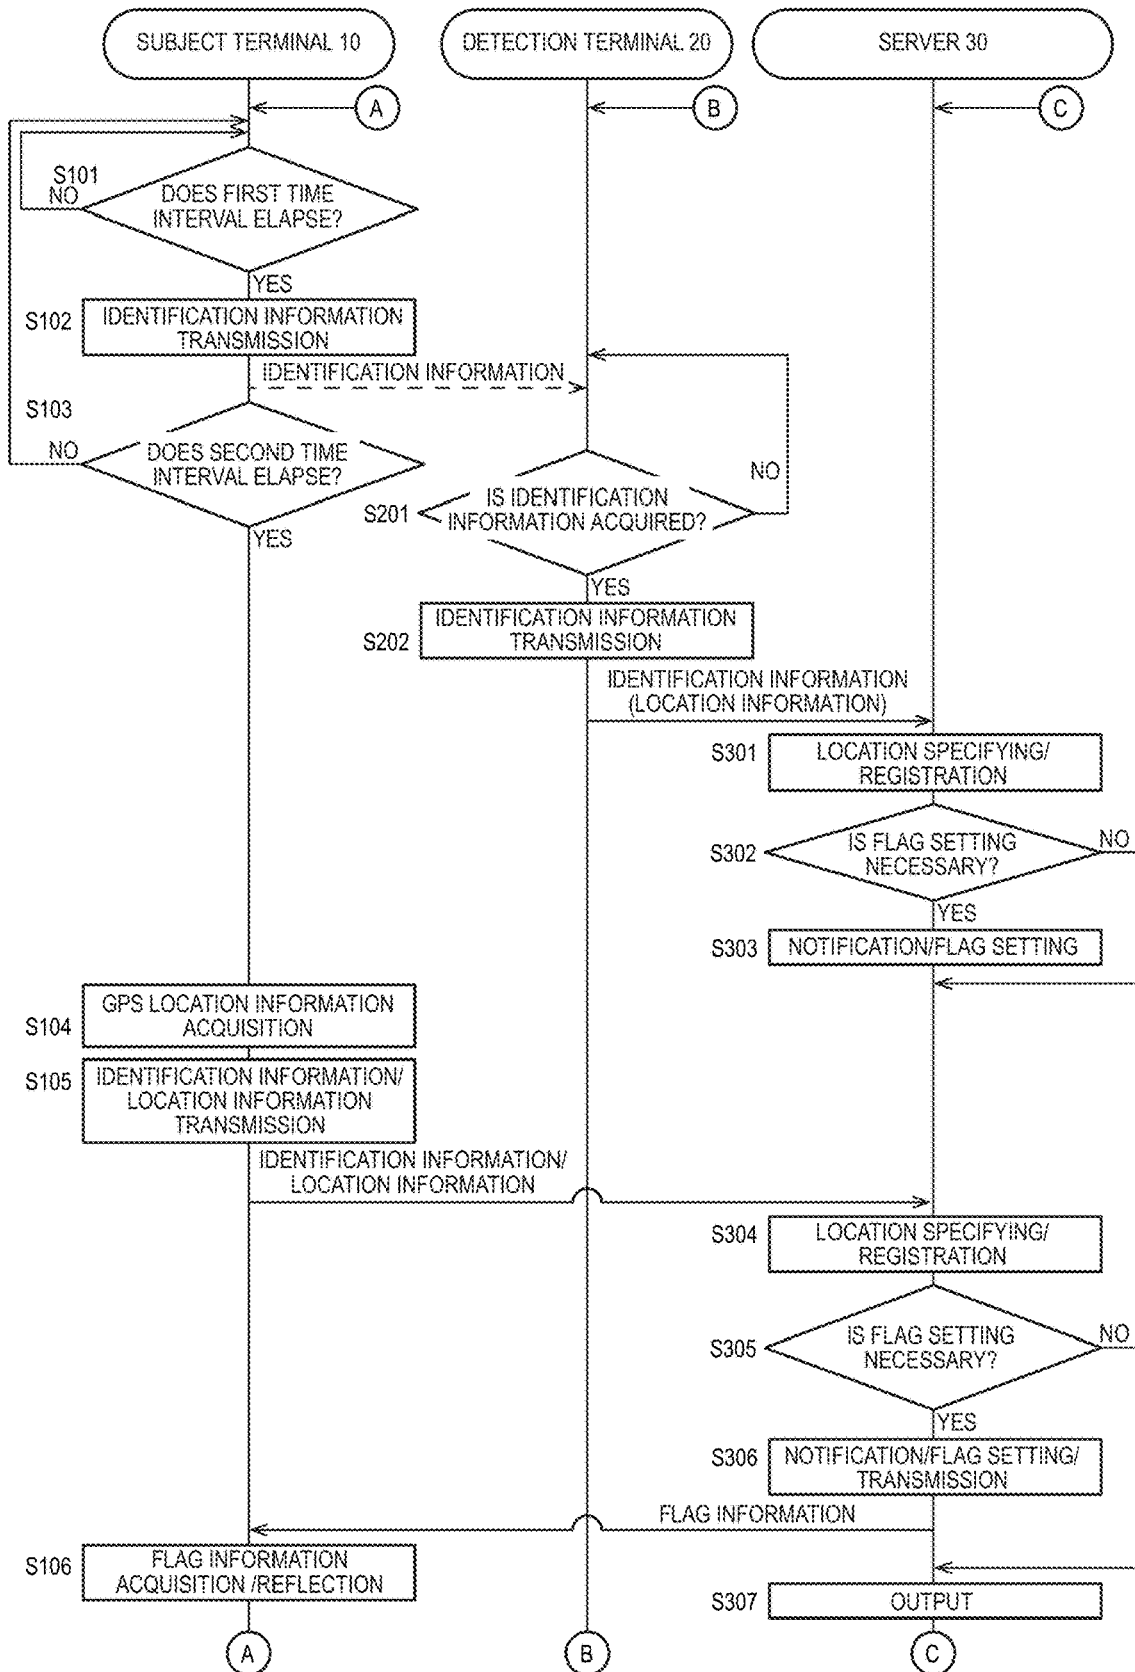 SUBJECT TERMINAL 10
DETECTION TERMINAL 20
SERVER 30
A
B
C
S101
NO
DOES FIRST TIME
INTERVAL ELAPSE?
YES
S102
IDENTIFICATION INFORMATION
TRANSMISSION
IDENTIFICATION INFORMATION
S103
NO
DOES SECOND TIME
INTERVAL ELAPSE?
YES
NO
S201
IS IDENTIFICATION
INFORMATION ACQUIRED?
YES
S202
IDENTIFICATION INFORMATION
TRANSMISSION
IDENTIFICATION INFORMATION
(LOCATION INFORMATION)
S301
LOCATION SPECIFYING/
REGISTRATION
S302
IS FLAG SETTING
NECESSARY?
NO
YES
S303
NOTIFICATION/FLAG SETTING
S104
GPS LOCATION INFORMATION
ACQUISITION
S105
IDENTIFICATION INFORMATION/
LOCATION INFORMATION
TRANSMISSION
IDENTIFICATION INFORMATION/
LOCATION INFORMATION
S304
LOCATION SPECIFYING/
REGISTRATION
S305
IS FLAG SETTING
NECESSARY?
NO
YES
S306
NOTIFICATION/FLAG SETTING/
TRANSMISSION
FLAG INFORMATION
S106
FLAG INFORMATION
ACQUISITION /REFLECTION
S307
OUTPUT
A
B
C